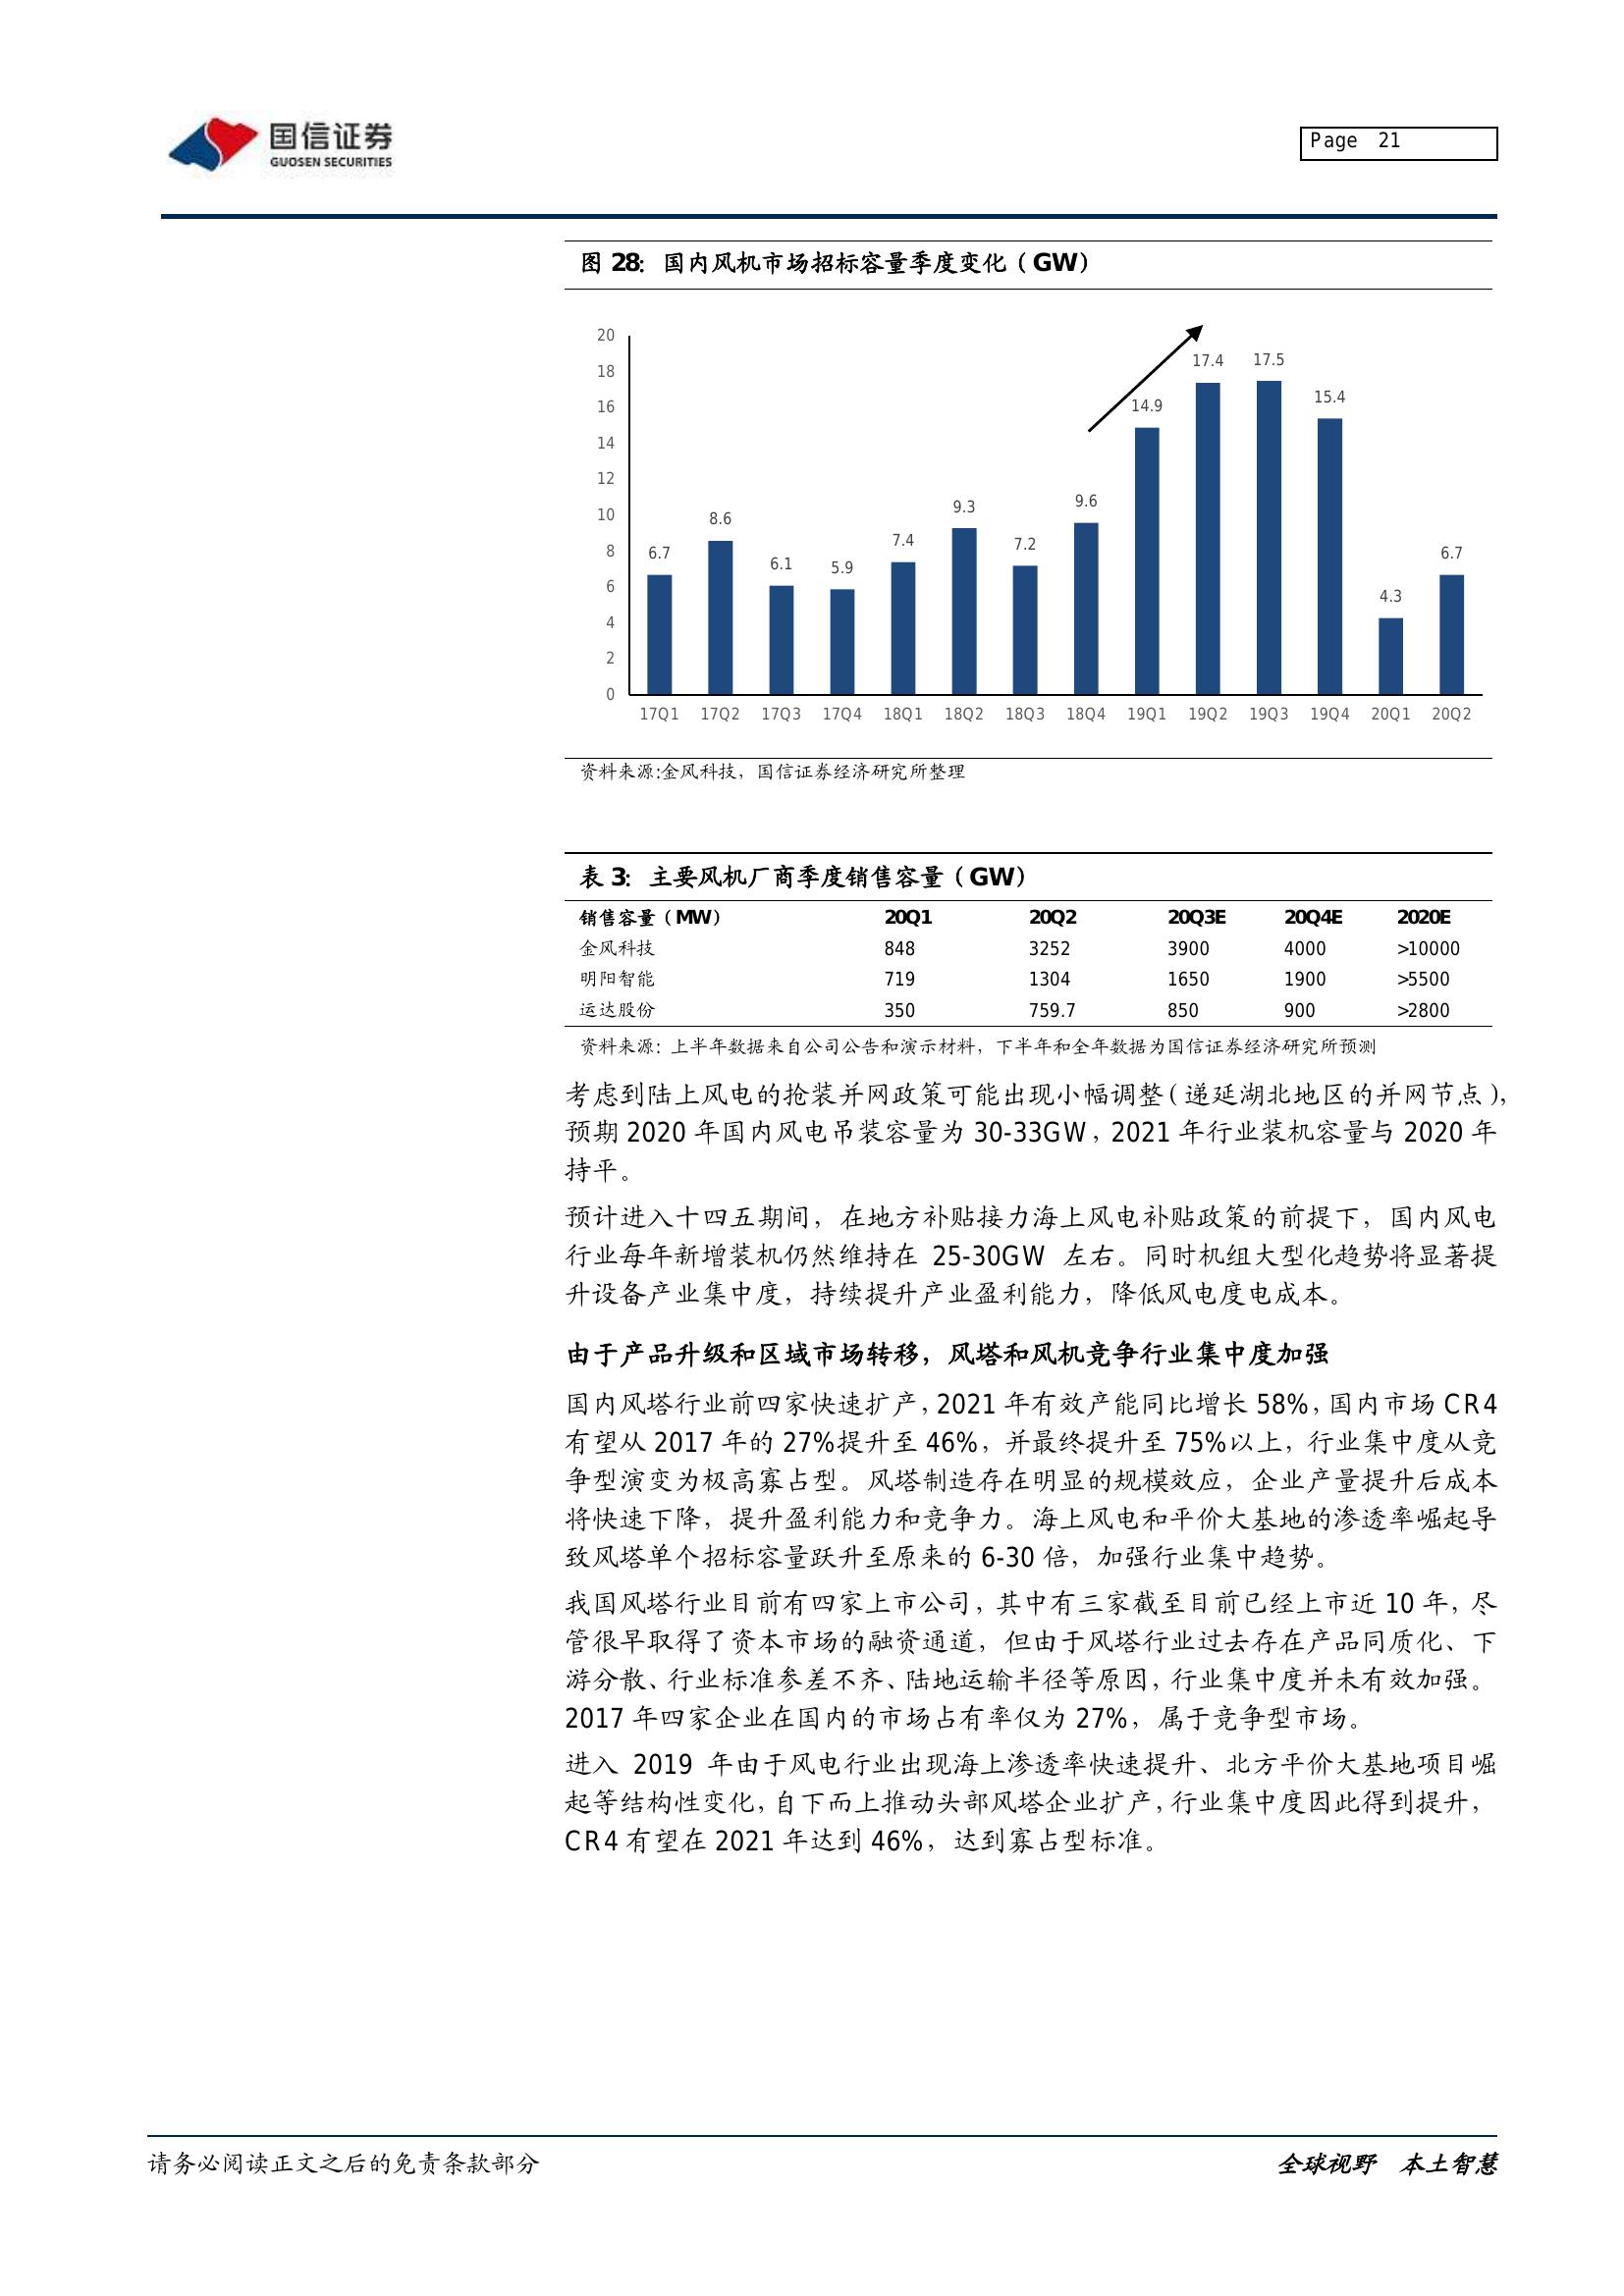 国信证券
GUOSEN SECURITIES
Page 21
图 28: 国内风机市场招标容量季度变化（GW）
20
18
16
14
12
10
8
6
4
2
0
6.7
8.6
6.1
5.9
7.4
9.3
7.2
9.6
14.9
17.4
17.5
15.4
4.3
6.7
17Q1 17Q2 17Q3 17Q4 18Q1 18Q2 18Q3 18Q4 19Q1 19Q2 19Q3 19Q4 20Q1 20Q2
资料来源:金风科技，国信证券经济研究所整理
表 3: 主要风机厂商季度销售容量（GW）
销售容量（MW） 20Q1 20Q2 20Q3E 20Q4E 2020E
金风科技 848 3252 3900 4000 >10000
明阳智能 719 1304 1650 1900 >5500
运达股份 350 759.7 850 900 >2800
资料来源：上半年数据来自公司公告和演示材料，下半年和全年数据为国信证券经济研究所预测
考虑到陆上风电的抢装并网政策可能出现小幅调整（递延湖北地区的并网节点），
预期 2020 年国内风电吊装容量为 30-33GW，2021 年行业装机容量与 2020 年
持平。
预计进入十四五期间，在地方补贴接力海上风电补贴政策的前提下，国内风电
行业每年新增装机仍然维持在 25-30GW 左右。同时机组大型化趋势将显著提
升设备产业集中度，持续提升产业盈利能力，降低风电度电成本。
由于产品升级和区域市场转移，风塔和风机竞争行业集中度加强
国内风塔行业前四家快速扩产，2021 年有效产能同比增长 58%，国内市场 CR4
有望从 2017 年的 27%提升至 46%，并最终提升至 75%以上，行业集中度从竞
争型演变为极高寡占型。风塔制造存在明显的规模效应，企业产量提升后成本
将快速下降，提升盈利能力和竞争力。海上风电和平价大基地的渗透率崛起导
致风塔单个招标容量跃升至原来的 6-30 倍，加强行业集中趋势。
我国风塔行业目前有四家上市公司，其中有三家截至目前已经上市近 10 年，尽
管很早取得了资本市场的融资通道，但由于风塔行业过去存在产品同质化、下
游分散、行业标准参差不齐、陆地运输半径等原因，行业集中度并未有效加强。
2017 年四家企业在国内的市场占有率仅为 27%，属于竞争型市场。
进入 2019 年由于风电行业出现海上渗透率快速提升、北方平价大基地项目崛
起等结构性变化，自下而上推动头部风塔企业扩产，行业集中度因此得到提升，
CR4 有望在 2021 年达到 46%，达到寡占型标准。
请务必阅读正文之后的免责条款部分
全球视野 本土智慧